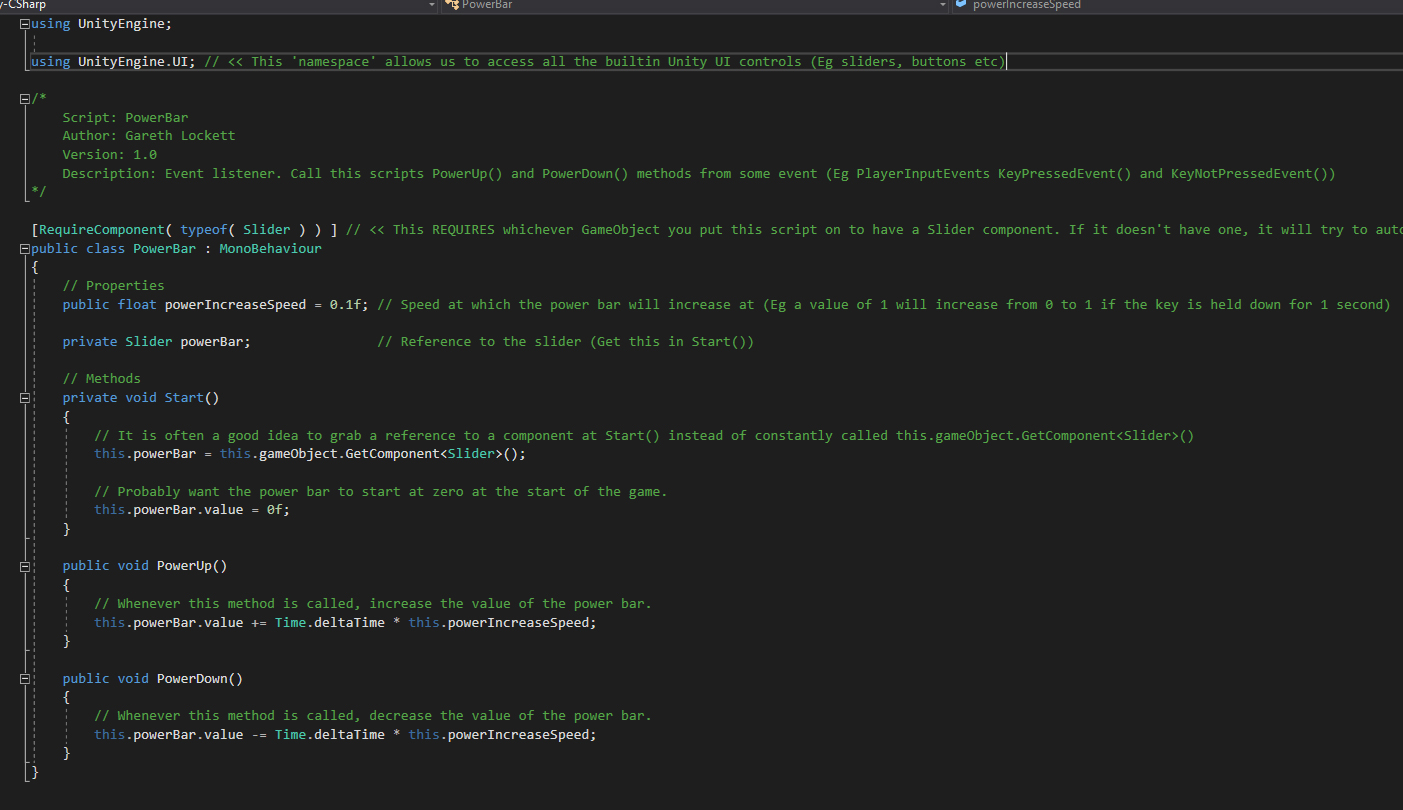 y-CSharp PowerBar powerIncreaseSpeed
using UnityEngine;
using UnityEngine.UI; // << This 'namespace' allows us to access all the builtin Unity UI controls (Eg sliders, buttons etc)
/*
Script: PowerBar
Author: Gareth Lockett
Version: 1.0
Description: Event listener. Call this scripts PowerUp() and PowerDown() methods from some event (Eg PlayerInputEvents KeyPressedEvent() and KeyNotPressedEvent())
*/
[RequireComponent( typeof( Slider ) ) ] // << This REQUIRES whichever GameObject you put this script on to have a Slider component. If it doesn't have one, it will try to auto
public class PowerBar : MonoBehaviour
{
// Properties
public float powerIncreaseSpeed = 0.1f; // Speed at which the power bar will increase at (Eg a value of 1 will increase from 0 to 1 if the key is held down for 1 second)
private Slider powerBar; // Reference to the slider (Get this in Start())
// Methods
private void Start()
{
// It is often a good idea to grab a reference to a component at Start() instead of constantly called this.gameObject.GetComponent<Slider>()
this.powerBar = this.gameObject.GetComponent<Slider>();
// Probably want the power bar to start at zero at the start of the game.
this.powerBar.value = 0f;
}
public void PowerUp()
{
// Whenever this method is called, increase the value of the power bar.
this.powerBar.value += Time.deltaTime * this.powerIncreaseSpeed;
}
public void PowerDown()
{
// Whenever this method is called, decrease the value of the power bar.
this.powerBar.value -= Time.deltaTime * this.powerIncreaseSpeed;
}
}